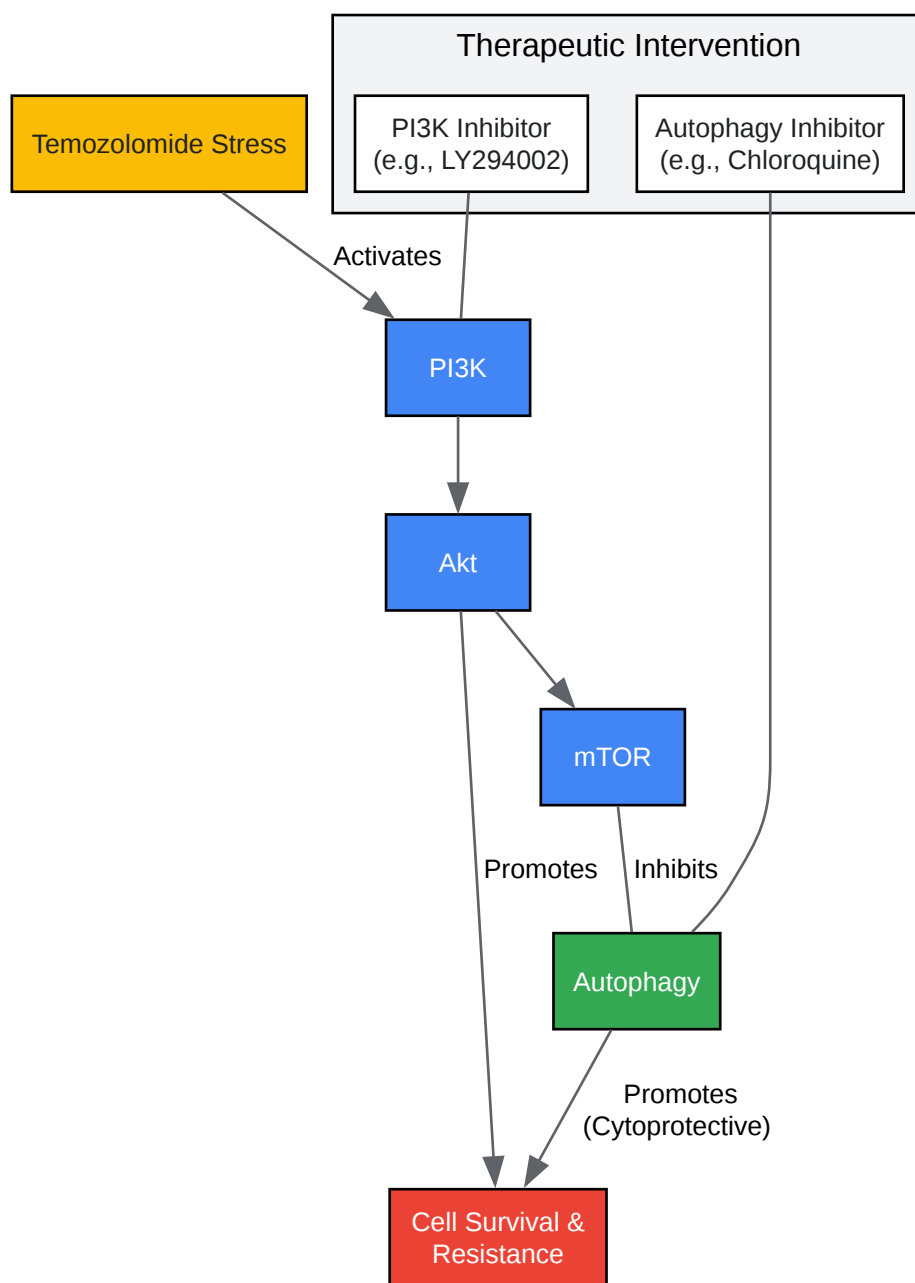 Therapeutic Intervention
Temozolomide Stress
PI3K Inhibitor
(e.g., LY294002)
Autophagy Inhibitor
(e.g., Chloroquine)
Activates
PI3K
Akt
mTOR
Promotes
Inhibits
Autophagy
Promotes
(Cytoprotective)
Cell Survival &
Resistance